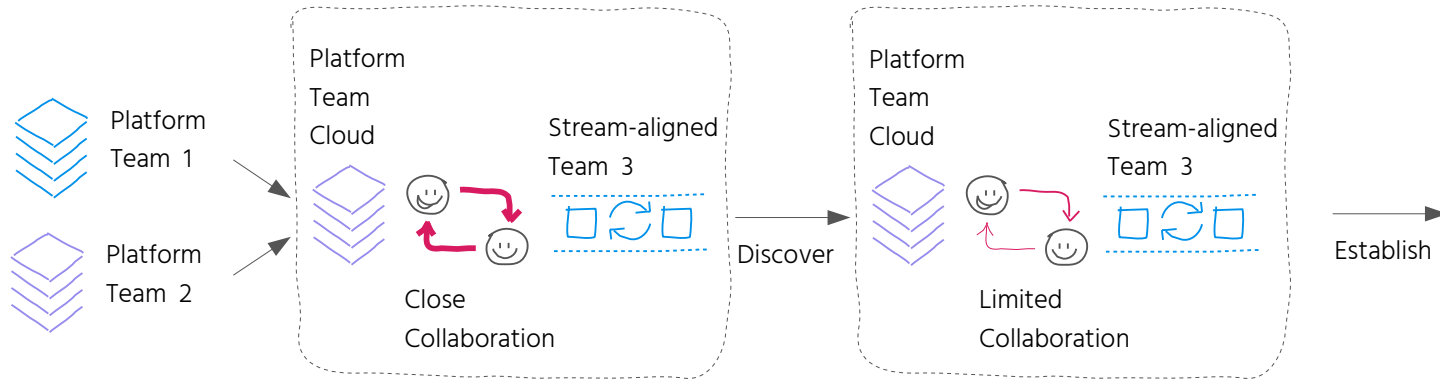 Platform
Team 1
Platform
Team 2
Platform
Team
Cloud
Stream-aligned
Team 3
Close
Collaboration
Discover
Platform
Team
Cloud
Stream-aligned
Team 3
Limited
Collaboration
Establish